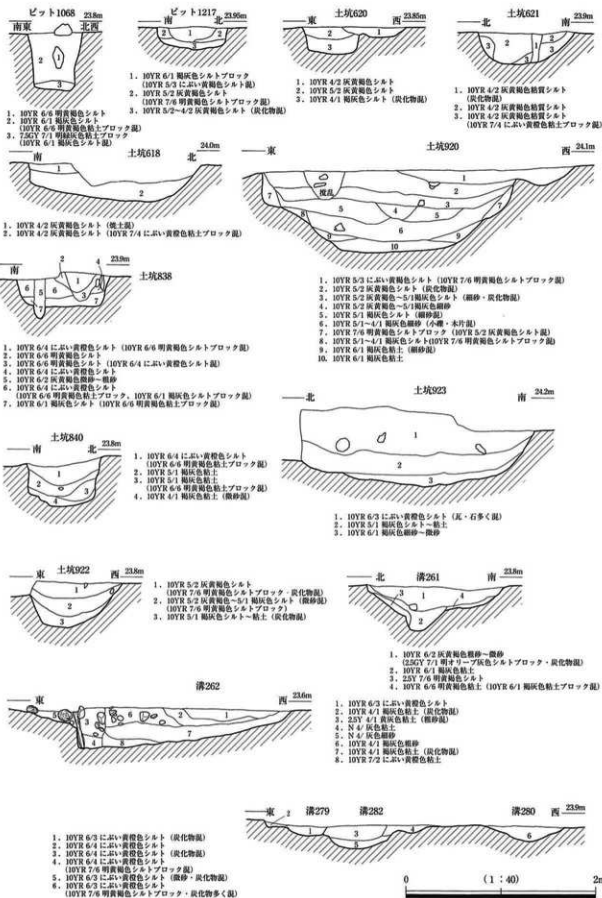 ピット1068
23.8m
南東 北西
1．10YR 6/6 明黄褐色シルト
2．10YR 6/1 褐灰色シルト
(10YR 6/6 明黄褐色粘土ブロック混)
3．7.5GY 7/1 明緑灰色粘土ブロック
(10YR 6/1 褐灰色シルト混)
ピット1217
南 北 23.95m
1．10YR 6/1 褐灰色シルトブロック
(10YR 5/3 にぶい黄褐色シルト混)
2．10YR 5/2 灰黄褐色シルト
(10YR 7/6 明黄褐色シルトブロック混)
3．10YR 5/2～4/2 灰黄褐色シルト (炭化物混)
土坑620
東 西 23.85m
1．10YR 4/2 灰黄褐色シルト
2．10YR 5/2 灰黄褐色シルト
3．10YR 4/1 褐灰色シルト (炭化物混)
土坑621
北 南 23.9m
1．10YR 4/2 灰黄褐色粘質シルト
(炭化物混)
2．10YR 4/2 灰黄褐色粘質シルト
3．10YR 4/2 灰黄褐色粘質シルト
(10YR 7/4 にぶい黄橙色粘土ブロック混)
土坑618
南 北 24.0m
1．10YR 4/2 灰黄褐色シルト (焼土混)
2．10YR 4/2 灰黄褐色シルト (10YR 7/4 にぶい黄橙色粘土ブロック混)
土坑920
東 西 24.1m
撹乱
1．10YR 5/3 にぶい黄褐色シルト (10YR 7/6 明黄褐色シルトブロック混)
2．10YR 5/2 灰黄褐色シルト (炭化物混)
3．10YR 5/2 灰黄褐色～5/1褐灰色シルト (細砂・炭化物混)
4．10YR 5/2 灰黄褐色～5/1褐灰色細砂
5．10YR 5/1 褐灰色シルト (細砂混)
6．10YR 5/1～4/1 褐灰色細砂 (小礫・木片混)
7．10YR 7/6 明黄褐色シルトブロック (10YR 5/2 灰黄褐色シルト混)
8．10YR 5/1～4/1 褐灰色シルト(10YR 7/6 明黄褐色シルトブロック混)
9．10YR 6/1 褐灰色粘土 (細砂混)
10．10YR 6/1 褐灰色粘土
土坑838
南 北 23.9m
1．10YR 6/4 にぶい黄橙色シルト (10YR 6/6 明黄褐色シルトブロック混)
2．10YR 6/6 明黄褐色シルト
3．10YR 6/6 明黄褐色シルト (10YR 6/4 にぶい黄橙色シルト混)
4．10YR 6/4 にぶい黄橙色シルト
5．10YR 6/2 灰黄褐色微砂～粗砂
6．10YR 6/4 にぶい黄橙色シルト
(10YR 6/6 明黄褐色粘土ブロック、10YR 6/1 褐灰色シルトブロック混)
7．10YR 6/1 褐灰色シルト (10YR 6/6 明黄褐色粘土ブロック混)
土坑840
南 北 23.8m
1．10YR 6/4 にぶい黄橙色シルト
(10YR 6/6 明黄褐色粘土ブロック混)
2．10YR 5/1 褐灰色粘土
3．10YR 5/1 褐灰色粘土
(10YR 6/6 明黄褐色粘土ブロック混)
4．10YR 4/1 褐灰色粘土 (微砂混)
土坑923
北 南 24.2m
1．10YR 6/3 にぶい黄橙色シルト (瓦・石多く混)
2．10YR 5/1 褐灰色シルト～粘土
3．10YR 6/1 褐灰色細砂～微砂
土坑922
東 西 23.8m
1．10YR 5/2 灰黄褐色シルト
(10YR 7/6 明黄褐色シルトブロック・炭化物混)
2．10YR 5/2 灰黄褐色～5/1 褐灰色シルト (微砂混)
(10YR 7/6 明黄褐色シルトブロック)
3．10YR 5/1 褐灰色シルト～粘土 (炭化物混)
溝261
北 南 23.8m
1．10YR 6/2 灰黄褐色粗砂～微砂
(2.5GY 7/1 明オリーブ灰色シルトブロック・炭化物混)
2．10YR 6/1 褐灰色粘土
3．2.5Y 7/6 明黄褐色シルト
4．10YR 6/6 明黄褐色粘土 (10YR 6/1 褐灰色粘土ブロック混)
溝262
東 西 23.6m
1．10YR 6/3 にぶい黄橙色シルト
2．10YR 4/1 褐灰色粘土 (炭化物混)
3．2.5Y 4/1 黄灰色粘土 (粗砂混)
4．N 4/ 灰色粘土
5．N 4/ 灰色細砂
6．10YR 4/1 褐灰色粗砂
7．10YR 4/1 褐灰色粘土 (炭化物混)
8．10YR 7/2 にぶい黄橙色粘土
溝279 溝282 溝280
東 西 23.9m
1．10YR 6/3 にぶい黄橙色シルト (炭化物混)
2．10YR 6/4 にぶい黄橙色シルト
3．10YR 6/4 にぶい黄橙色シルト (炭化物混)
4．10YR 6/4 にぶい黄橙色シルト
(10YR 7/6 明黄褐色シルトブロック混)
5．10YR 6/3 にぶい黄橙色シルト (微砂・炭化物混)
6．10YR 6/3 にぶい黄橙色シルト
(10YR 7/6 明黄褐色シルトブロック・炭化物多く混)
0 (1：40) 2m